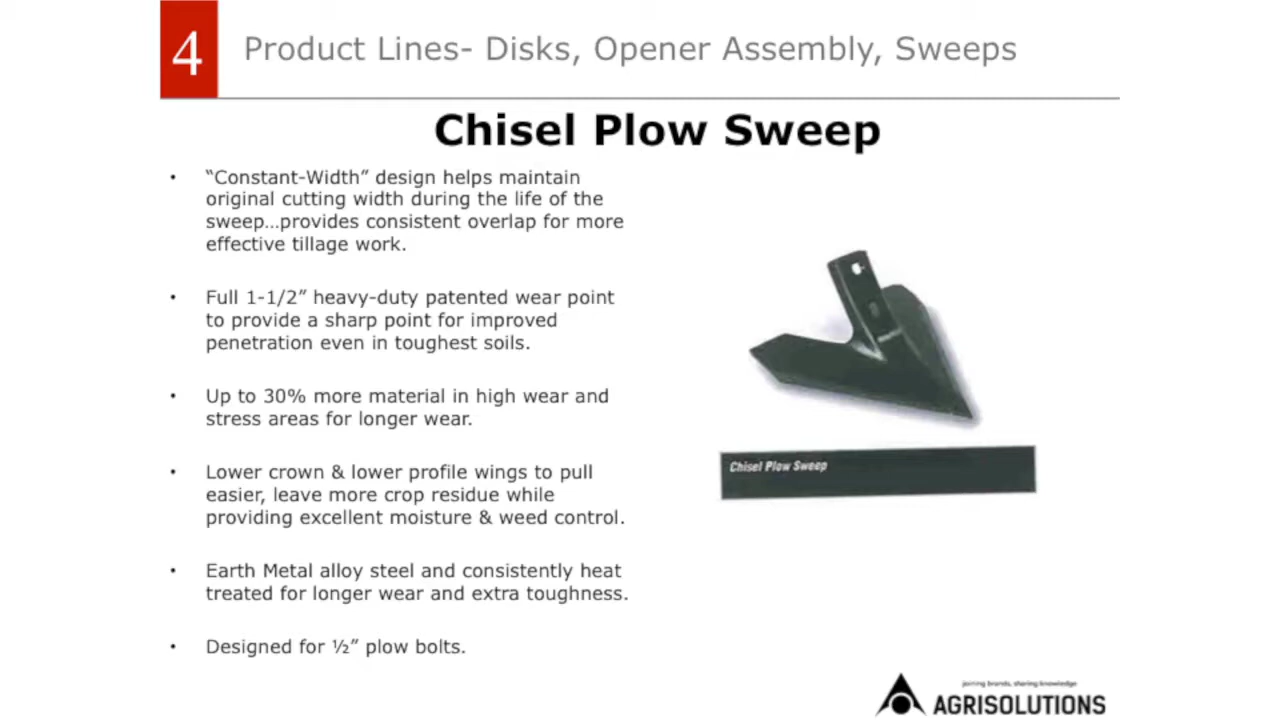 4
Product Lines- Disks, Opener Assembly, Sweeps
Chisel Plow Sweep
• “Constant-Width” design helps maintain
original cutting width during the life of the
sweep…provides consistent overlap for more
effective tillage work.
• Full 1-1/2” heavy-duty patented wear point
to provide a sharp point for improved
penetration even in toughest soils.
• Up to 30% more material in high wear and
stress areas for longer wear.
• Lower crown & lower profile wings to pull
easier, leave more crop residue while
providing excellent moisture & weed control.
• Earth Metal alloy steel and consistently heat
treated for longer wear and extra toughness.
• Designed for ½” plow bolts.
Chisel Plow Sweep
joining brands, sharing knowledge
AGRISOLUTIONS